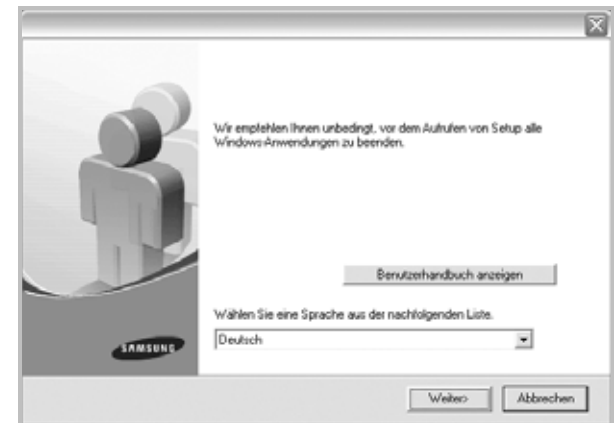 Wir empfehlen Ihnen unbedingt, vor dem Aufrufen von Setup alle
Windows-Anwendungen zu beenden.
Benutzerhandbuch anzeigen
Wählen Sie eine Sprache aus der nachfolgenden Liste.
Deutsch
SAMSUNG
Weiter>
Abbrechen